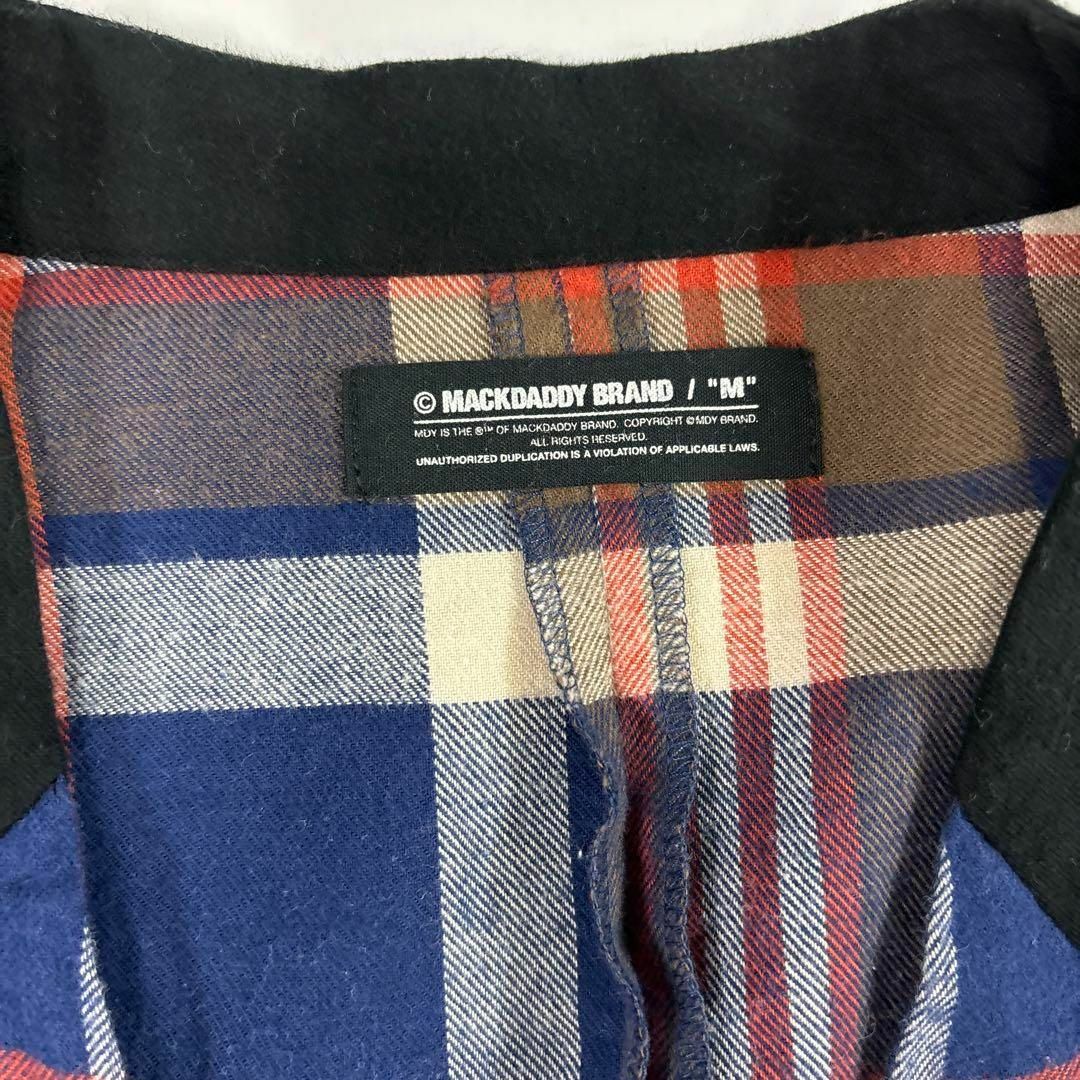 © MACKDADDY BRAND / "M"
MDY IS THE ®™ OF MACKDADDY BRAND. COPYRIGHT ©MDY BRAND.
ALL RIGHTS RESERVED.
UNAUTHORIZED DUPLICATION IS A VIOLATION OF APPLICABLE LAWS.